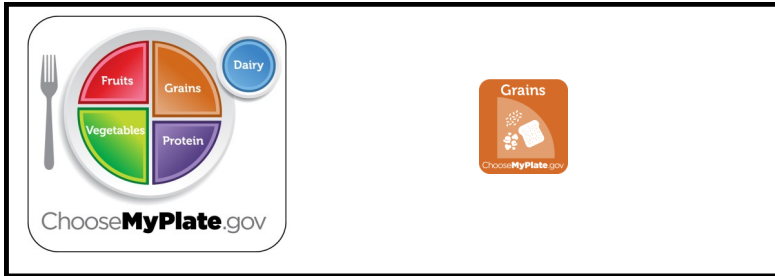 Fruits
Grains
Dairy
Vegetables
Protein
ChooseMyPlate.gov
Grains
ChooseMyPlate.gov